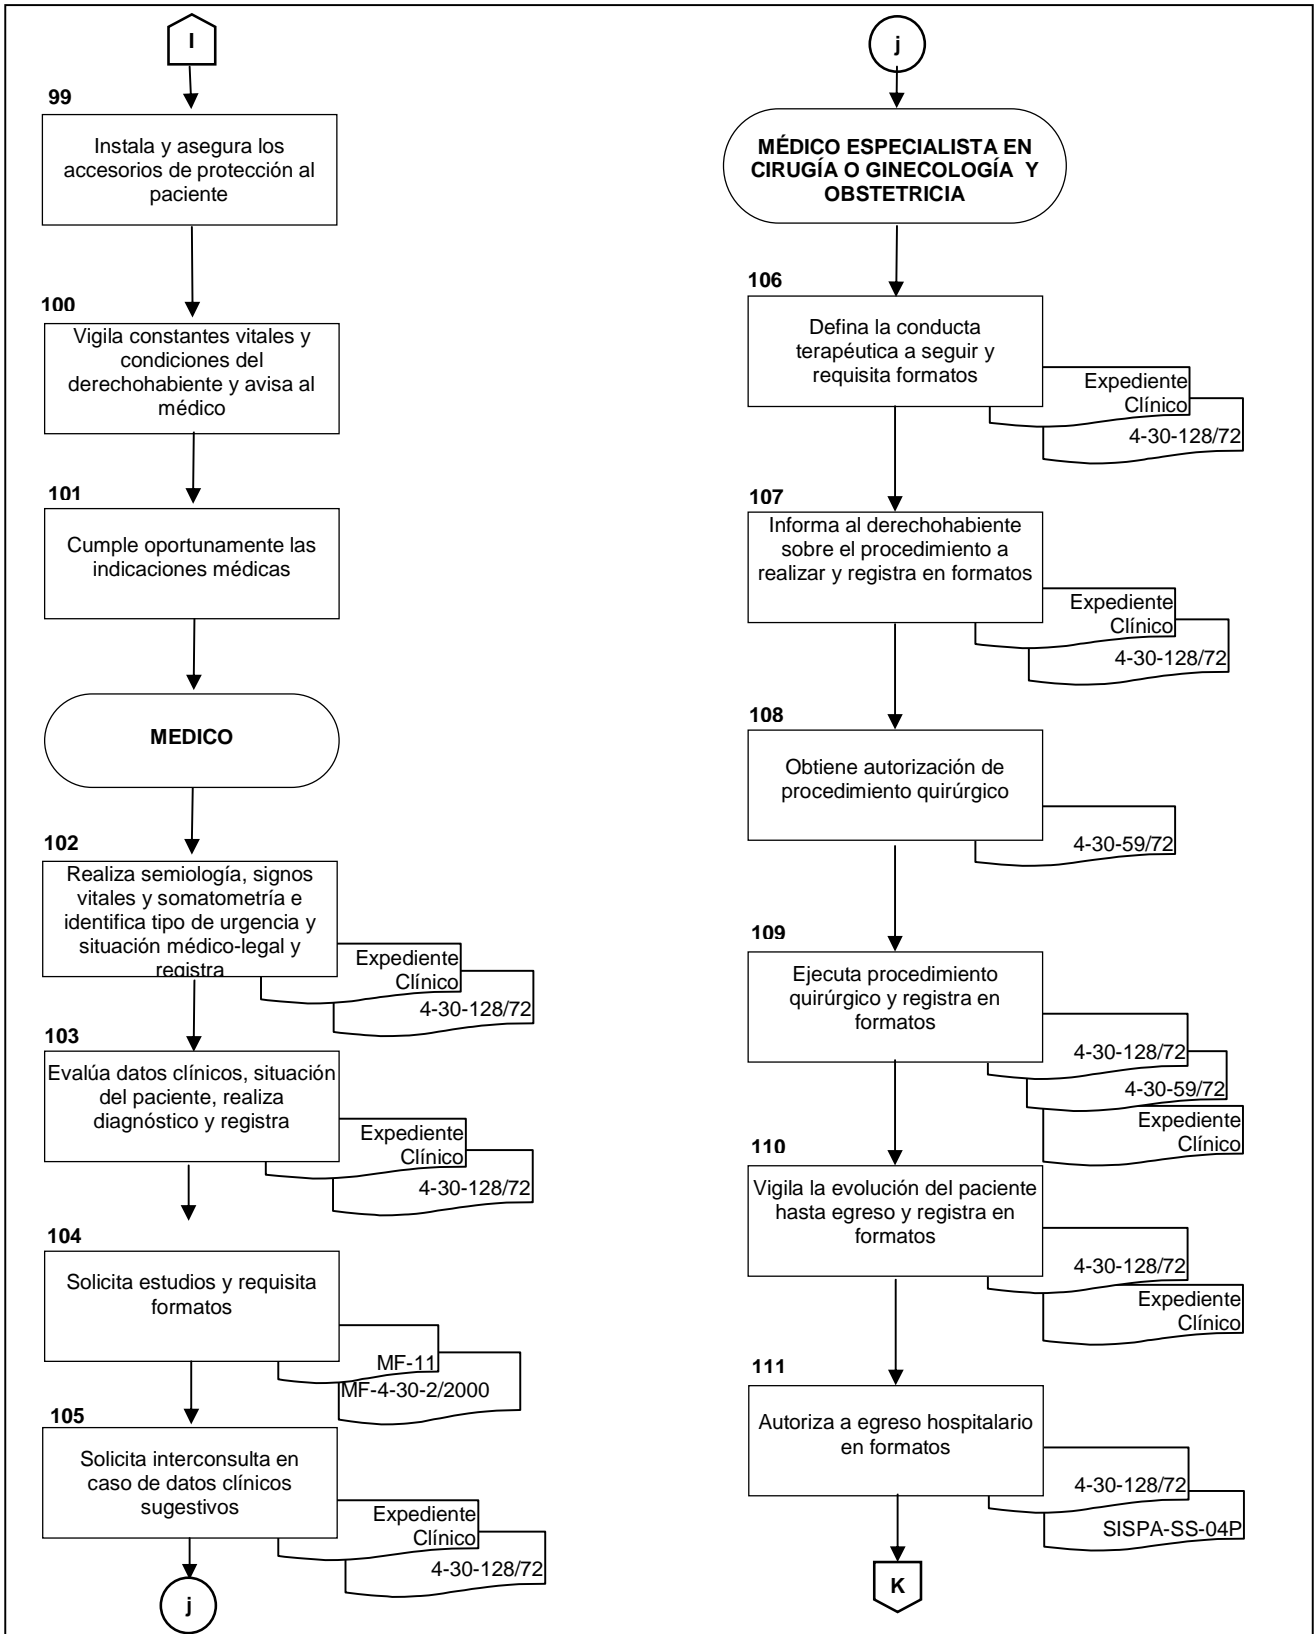 I
99
Instala y asegura los
accesorios de protección al
paciente
100
Vigila constantes vitales y
condiciones del
derechohabiente y avisa al
médico
101
Cumple oportunamente las
indicaciones médicas
MEDICO
102
Realiza semiología, signos
vitales y somatometría e
identifica tipo de urgencia y
situación médico-legal y
registra
Expediente
Clínico
4-30-128/72
103
Evalúa datos clínicos, situación
del paciente, realiza
diagnóstico y registra
Expediente
Clínico
4-30-128/72
104
Solicita estudios y requisita
formatos
MF-11
MF-4-30-2/2000
105
Solicita interconsulta en
caso de datos clínicos
sugestivos
Expediente
Clínico
4-30-128/72
j
j
MÉDICO ESPECIALISTA EN
CIRUGÍA O GINECOLOGÍA Y
OBSTETRICIA
106
Defina la conducta
terapéutica a seguir y
requisita formatos
Expediente
Clínico
4-30-128/72
107
Informa al derechohabiente
sobre el procedimiento a
realizar y registra en formatos
Expediente
Clínico
4-30-128/72
108
Obtiene autorización de
procedimiento quirúrgico
4-30-59/72
109
Ejecuta procedimiento
quirúrgico y registra en
formatos
4-30-128/72
4-30-59/72
Expediente
Clínico
110
Vigila la evolución del paciente
hasta egreso y registra en
formatos
4-30-128/72
Expediente
Clínico
111
Autoriza a egreso hospitalario
en formatos
4-30-128/72
SISPA-SS-04P
K